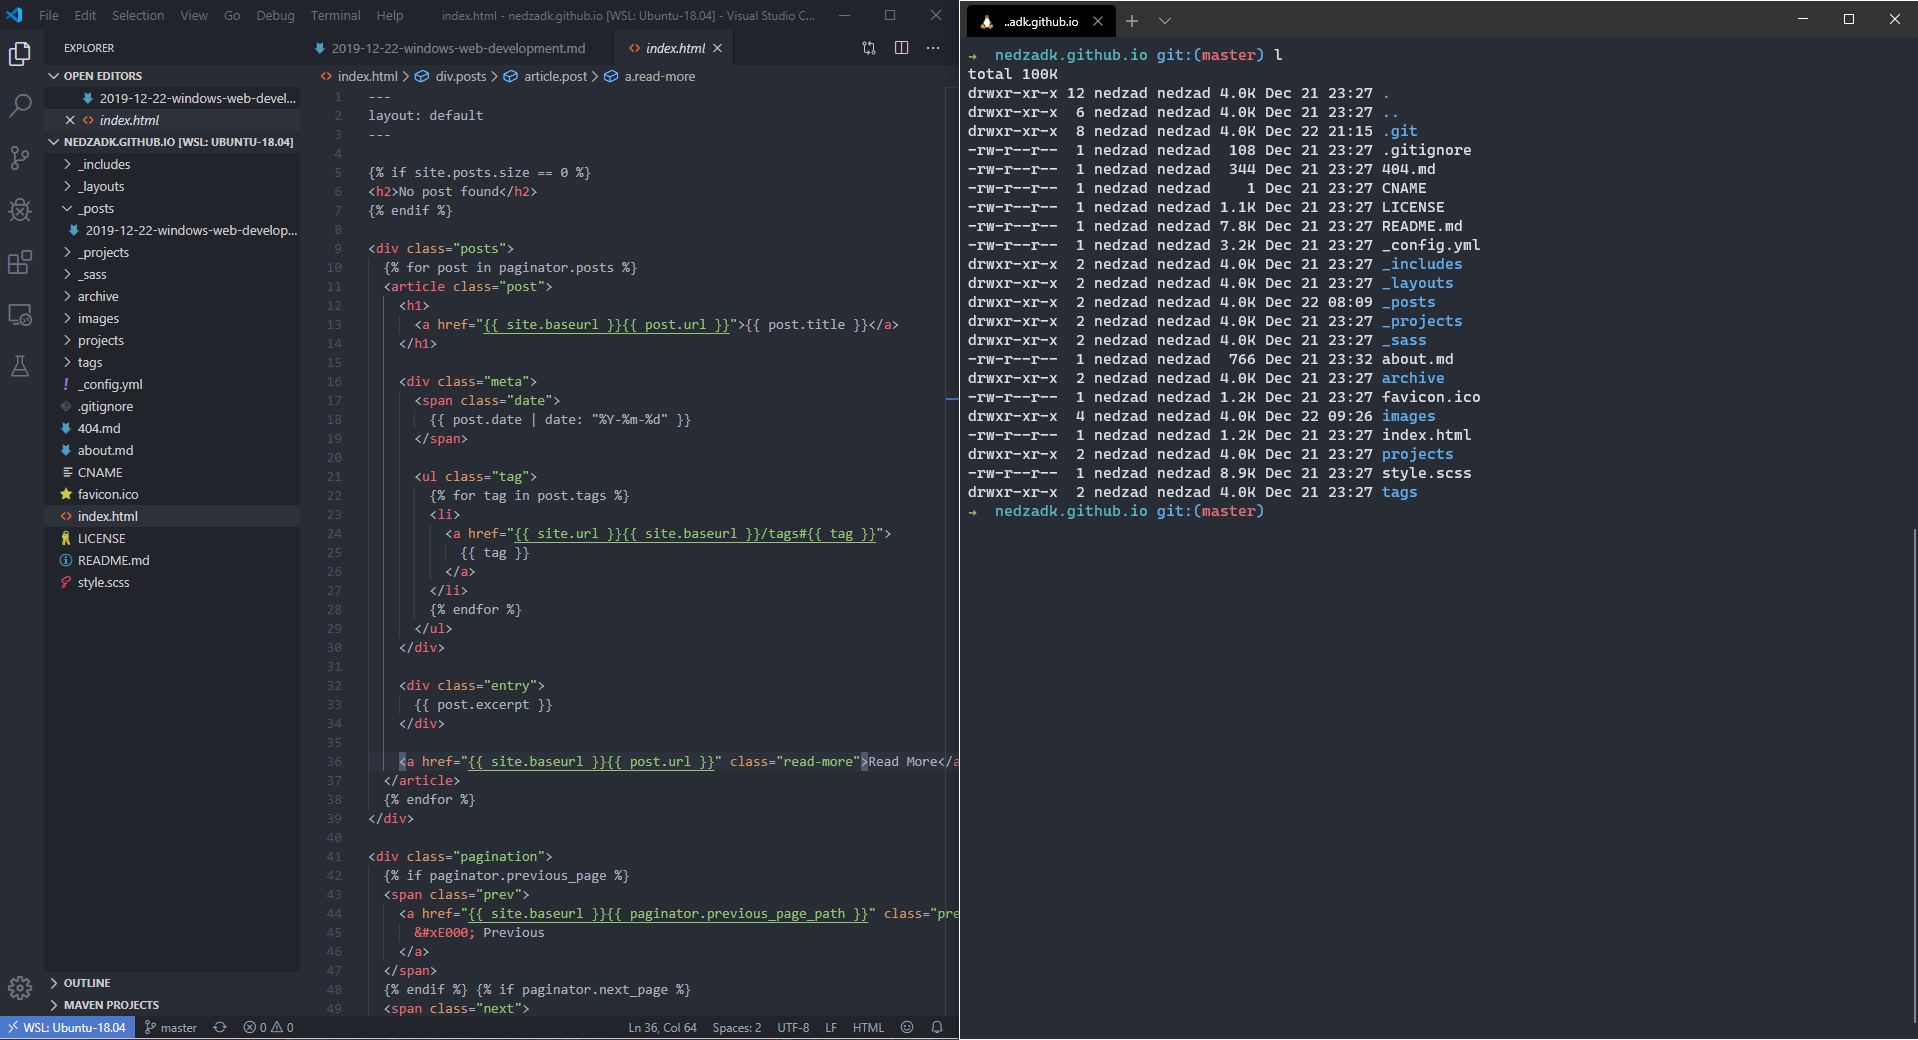 File Edit Selection View Go Debug Terminal Help index.html - nedzadk.github.io [WSL: Ubuntu-18.04] - Visual Studio C...
EXPLORER
OPEN EDITORS
2019-12-22-windows-web-devel...
index.html
NEDZADK.GITHUB.IO [WSL: UBUNTU-18.04]
_includes
_layouts
_posts
2019-12-22-windows-web-develop...
_projects
_sass
archive
images
projects
tags
_config.yml
.gitignore
404.md
about.md
CNAME
favicon.ico
index.html
LICENSE
README.md
style.scss
OUTLINE
MAVEN PROJECTS
2019-12-22-windows-web-development.md index.html
index.html > div.posts > article.post > a.read-more
1 ---
2 layout: default
3 ---
4
5 {% if site.posts.size == 0 %}
6 <h2>No post found</h2>
7 {% endif %}
8
9 <div class="posts">
10 {% for post in paginator.posts %}
11 <article class="post">
12 <h1>
13 <a href="{{ site.baseurl }}{{ post.url }}">{{ post.title }}</a>
14 </h1>
15
16 <div class="meta">
17 <span class="date">
18 {{ post.date | date: "%Y-%m-%d" }}
19 </span>
20
21 <ul class="tag">
22 {% for tag in post.tags %}
23 <li>
24 <a href="{{ site.url }}{{ site.baseurl }}/tags#{{ tag }}">
25 {{ tag }}
26 </a>
27 </li>
28 {% endfor %}
29 </ul>
30 </div>
31
32 <div class="entry">
33 {{ post.excerpt }}
34 </div>
35
36 <a href="{{ site.baseurl }}{{ post.url }}" class="read-more">Read More</a
37 </article>
38 {% endfor %}
39 </div>
40
41 <div class="pagination">
42 {% if paginator.previous_page %}
43 <span class="prev">
44 <a href="{{ site.baseurl }}{{ paginator.previous_page_path }}" class="pre
45 &#xE000; Previous
46 </a>
47 </span>
48 {% endif %} {% if paginator.next_page %}
49 <span class="next">
WSL: Ubuntu-18.04 master 0 0 Ln 36, Col 64 Spaces: 2 UTF-8 LF HTML
..adk.github.io
→ nedzadk.github.io git:(master) l
total 100K
drwxr-xr-x 12 nedzad nedzad 4.0K Dec 21 23:27 .
drwxr-xr-x 6 nedzad nedzad 4.0K Dec 21 23:27 ..
drwxr-xr-x 8 nedzad nedzad 4.0K Dec 22 21:15 .git
-rw-r--r-- 1 nedzad nedzad 108 Dec 21 23:27 .gitignore
-rw-r--r-- 1 nedzad nedzad 344 Dec 21 23:27 404.md
-rw-r--r-- 1 nedzad nedzad 1 Dec 21 23:27 CNAME
-rw-r--r-- 1 nedzad nedzad 1.1K Dec 21 23:27 LICENSE
-rw-r--r-- 1 nedzad nedzad 7.8K Dec 21 23:27 README.md
-rw-r--r-- 1 nedzad nedzad 3.2K Dec 21 23:27 _config.yml
drwxr-xr-x 2 nedzad nedzad 4.0K Dec 21 23:27 _includes
drwxr-xr-x 2 nedzad nedzad 4.0K Dec 21 23:27 _layouts
drwxr-xr-x 2 nedzad nedzad 4.0K Dec 22 08:09 _posts
drwxr-xr-x 2 nedzad nedzad 4.0K Dec 21 23:27 _projects
drwxr-xr-x 2 nedzad nedzad 4.0K Dec 21 23:27 _sass
-rw-r--r-- 1 nedzad nedzad 766 Dec 21 23:32 about.md
drwxr-xr-x 2 nedzad nedzad 4.0K Dec 21 23:27 archive
-rw-r--r-- 1 nedzad nedzad 1.2K Dec 21 23:27 favicon.ico
drwxr-xr-x 4 nedzad nedzad 4.0K Dec 22 09:26 images
-rw-r--r-- 1 nedzad nedzad 1.2K Dec 21 23:27 index.html
drwxr-xr-x 2 nedzad nedzad 4.0K Dec 21 23:27 projects
-rw-r--r-- 1 nedzad nedzad 8.9K Dec 21 23:27 style.scss
drwxr-xr-x 2 nedzad nedzad 4.0K Dec 21 23:27 tags
→ nedzadk.github.io git:(master)